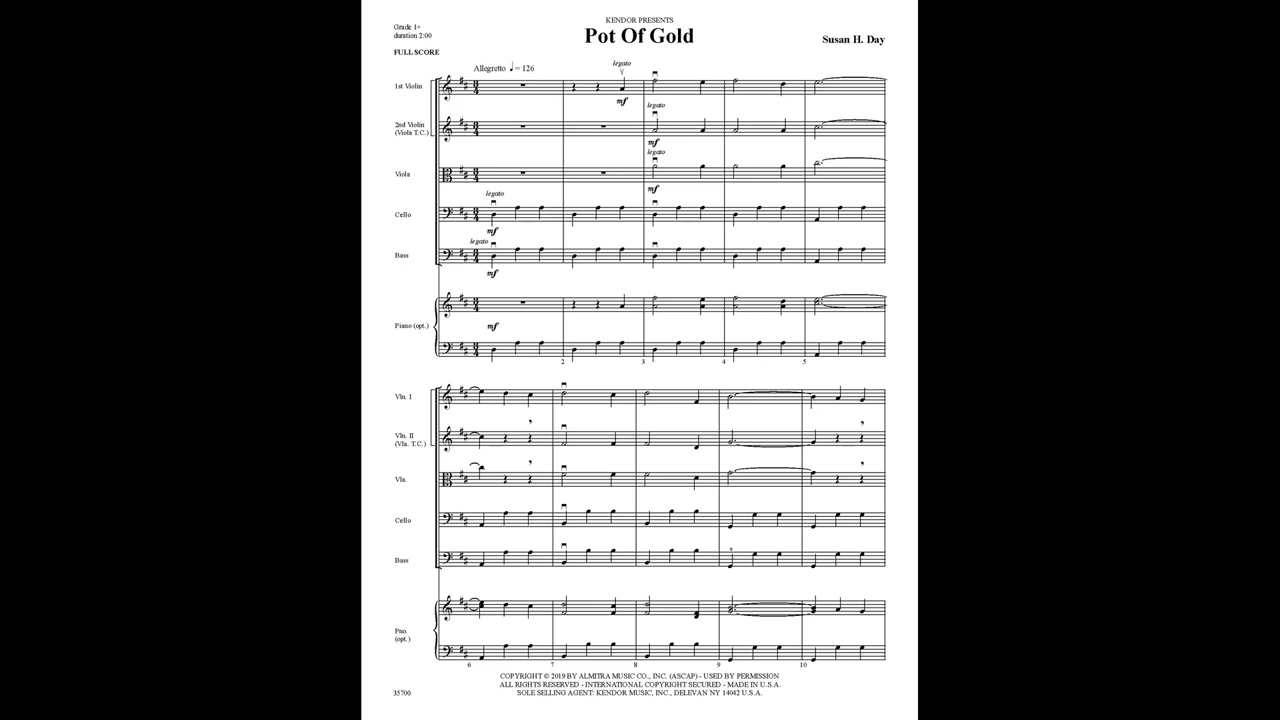 KENDOR PRESENTS
Grade 1+
duration 2:00
Pot Of Gold
Susan H. Day
FULL SCORE
legato
Allegretto ♩ = 126
1st Violin
mf
legato
2nd Violin
(Viola T.C.)
mf
legato
Viola
mf
legato
Cello
mf
legato
Bass
mf
Piano (opt.)
mf
2 3 4 5
Vln. I
Vln. II
(Vla. T.C.)
Vla.
Cello
Bass
Pno.
(opt.)
6 7 8 9 10
COPYRIGHT © 2019 BY ALMITRA MUSIC CO., INC. (ASCAP) - USED BY PERMISSION
ALL RIGHTS RESERVED - INTERNATIONAL COPYRIGHT SECURED - MADE IN U.S.A.
35700
SOLE SELLING AGENT: KENDOR MUSIC, INC., DELEVAN NY 14042 U.S.A.